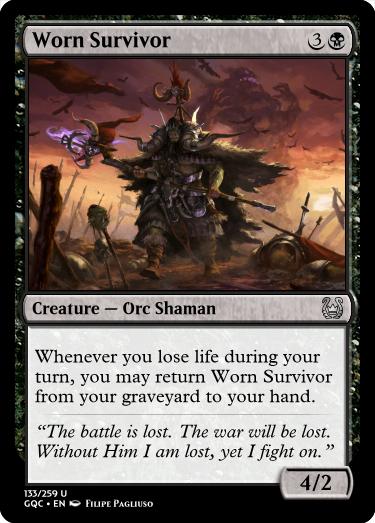 Worn Survivor 3
Creature — Orc Shaman
Whenever you lose life during your
turn, you may return Worn Survivor
from your graveyard to your hand.
“The battle is lost. The war will be lost.
Without Him I am lost, yet I fight on.”
4/2
133/259 U
GQC • EN Filipe Pagliuso